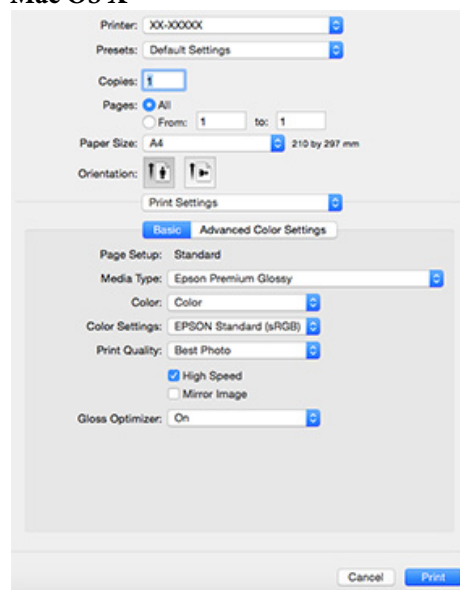 Mac OS X
Printer: XX-XXXXX
Presets: Default Settings
Copies: 1
Pages: All
From: 1 to: 1
Paper Size: A4 210 by 297 mm
Orientation:
Print Settings
Basic Advanced Color Settings
Page Setup: Standard
Media Type: Epson Premium Glossy
Color: Color
Color Settings: EPSON Standard (sRGB)
Print Quality: Best Photo
High Speed
Mirror Image
Gloss Optimizer: On
Cancel Print